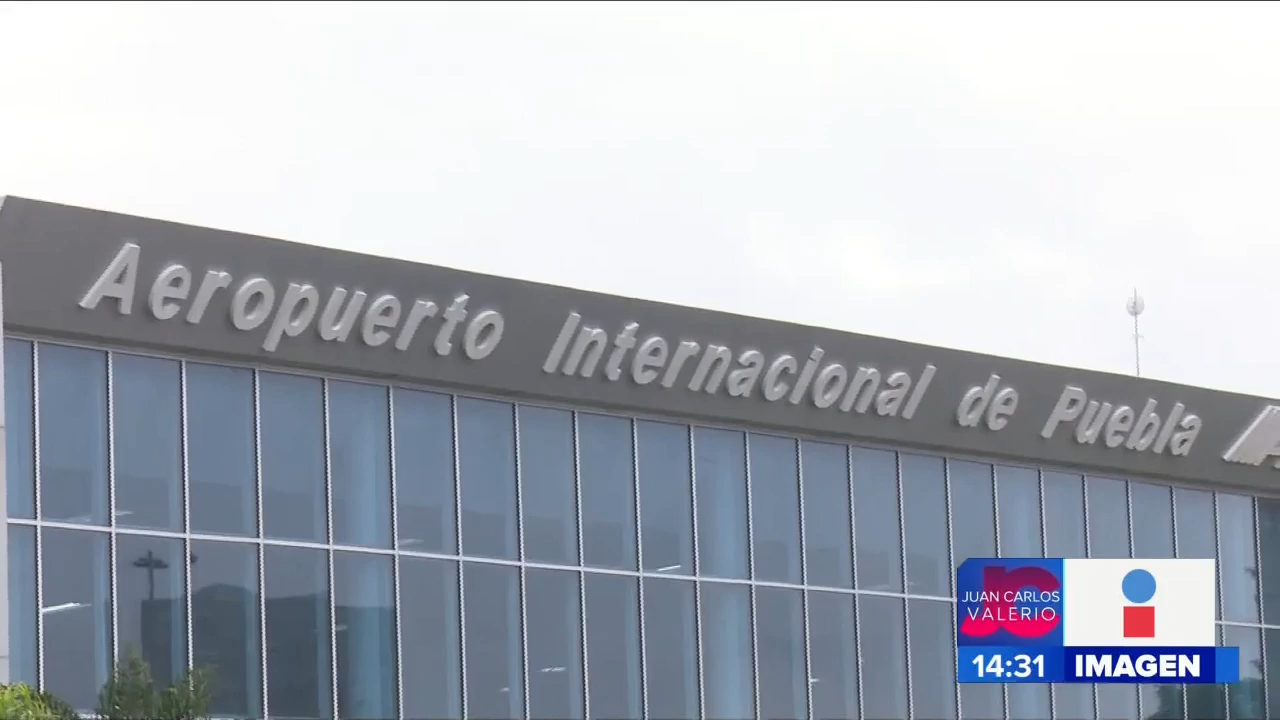 Aeropuerto Internacional de Puebla
JUAN CARLOS
VALERIO
14:31 IMAGEN